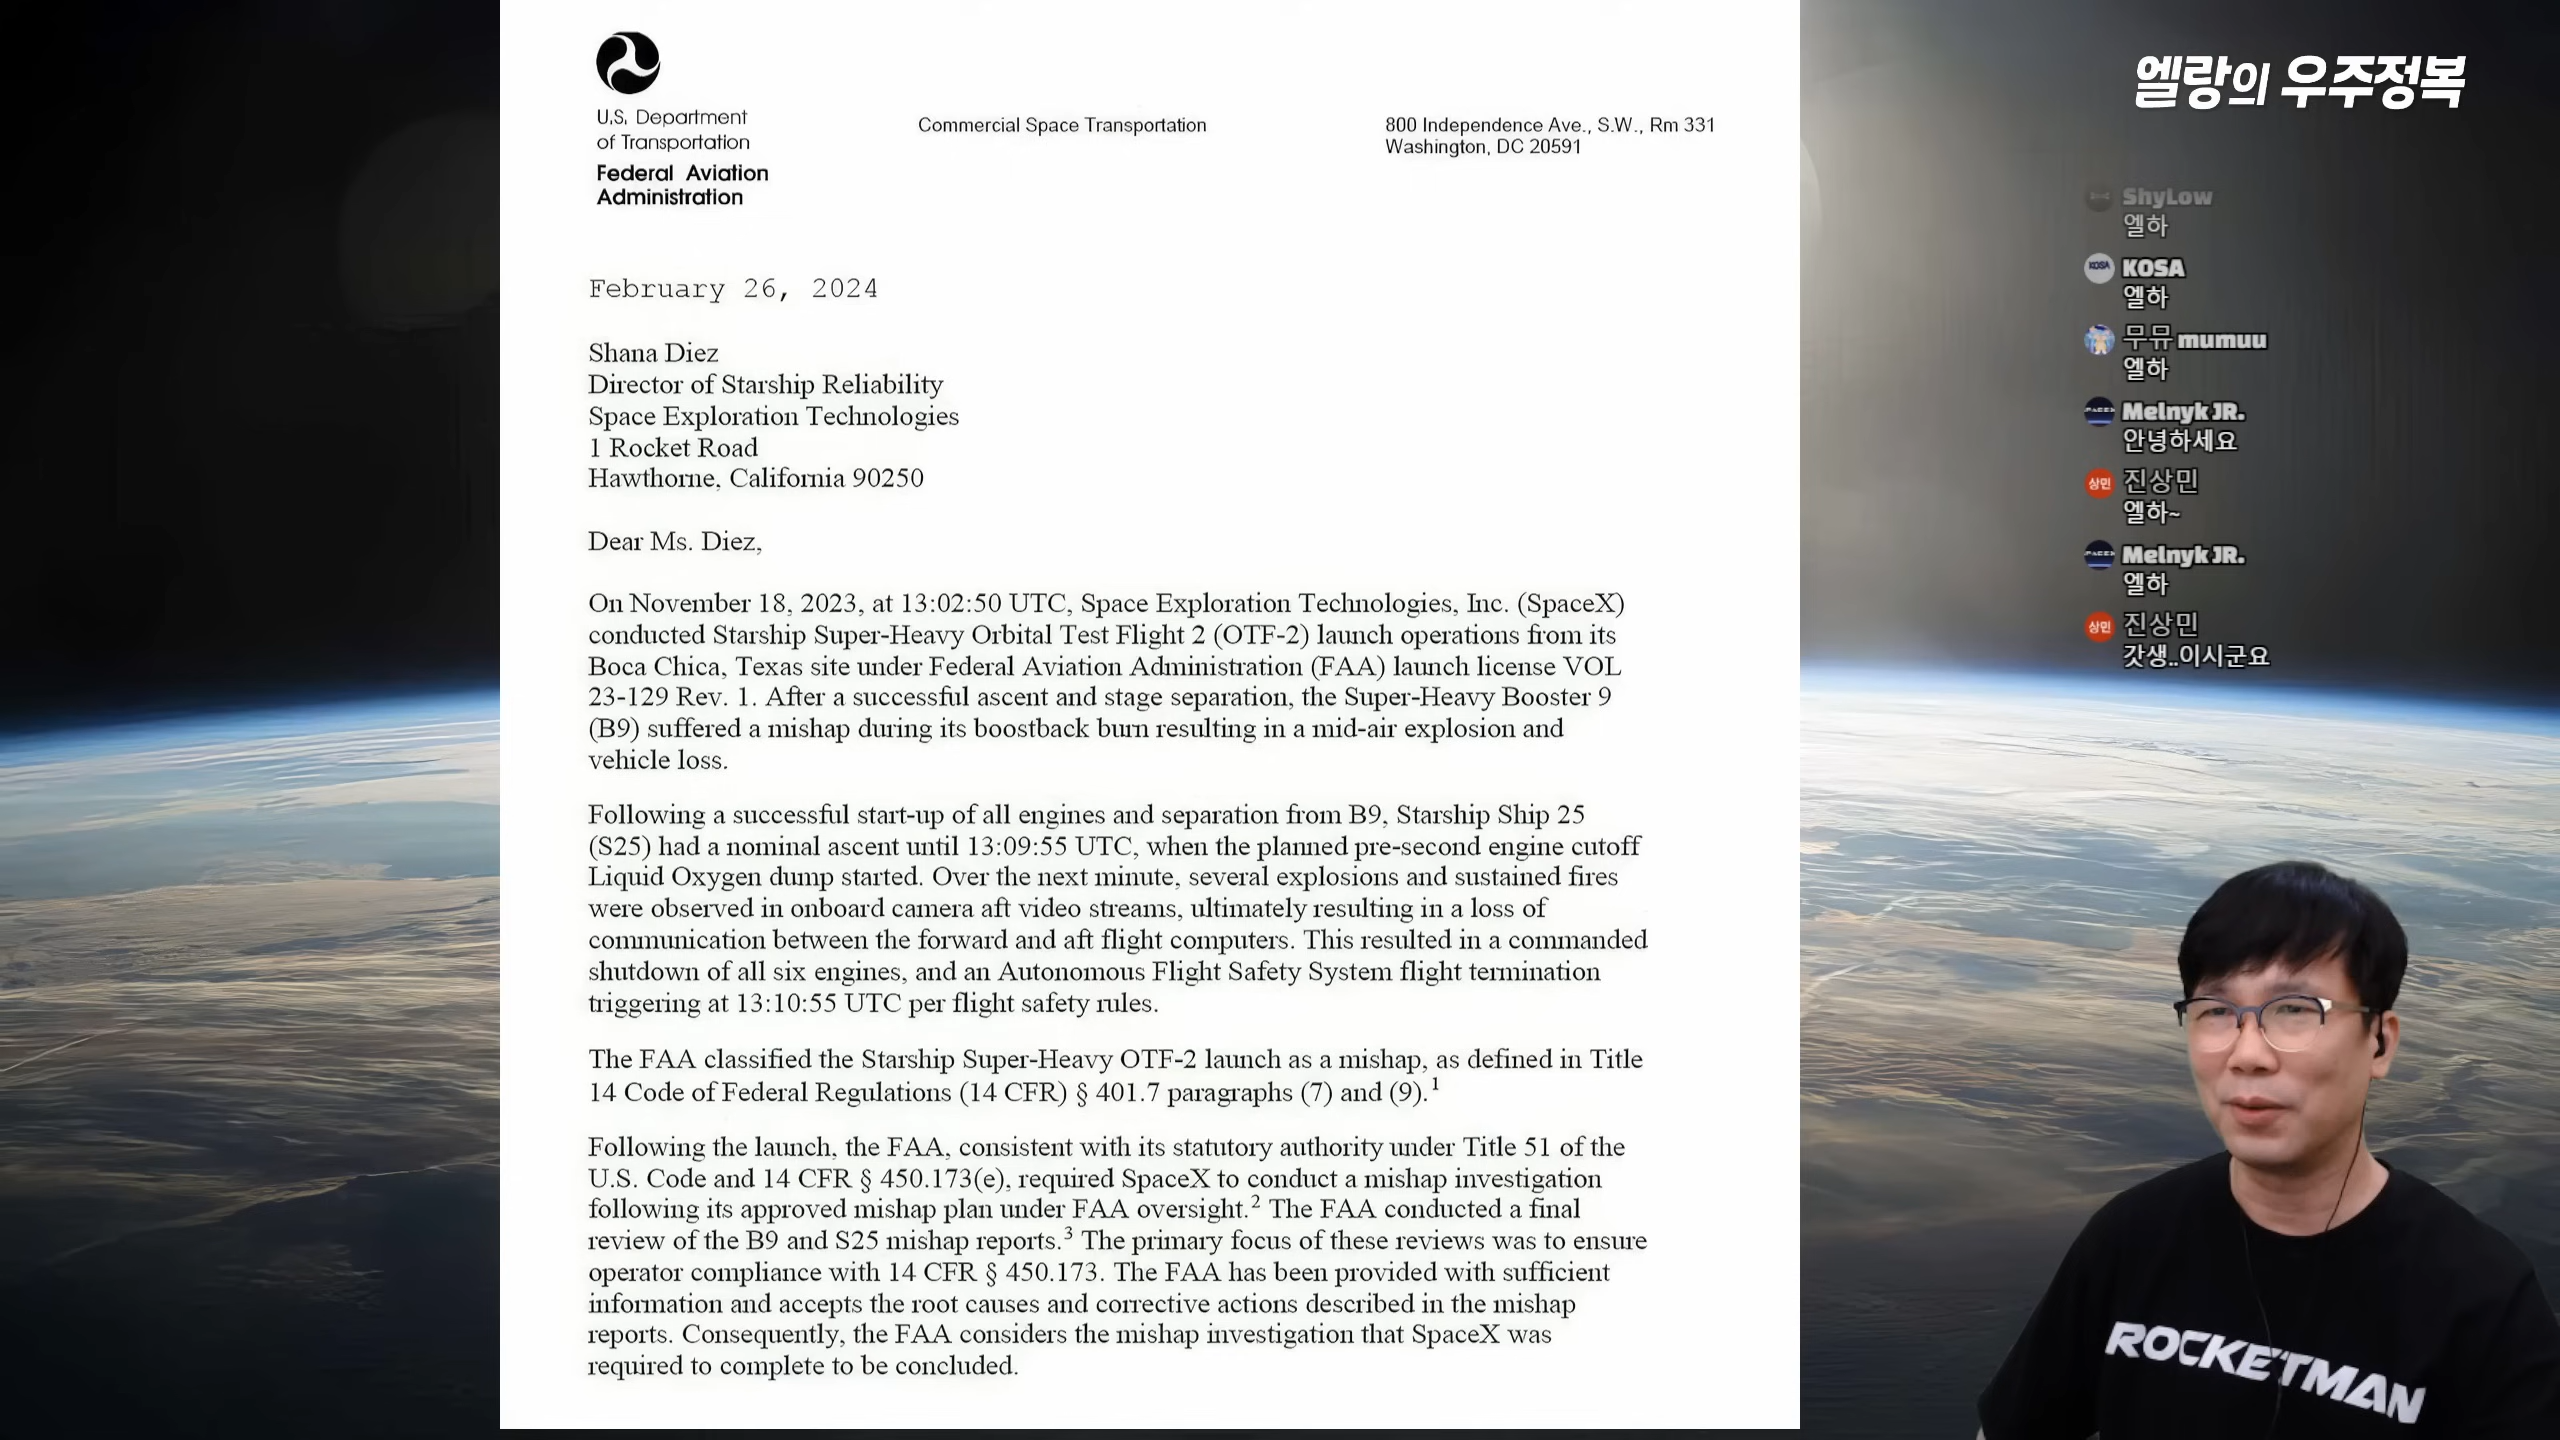 U.S. Department
of Transportation
Federal Aviation
Administration
Commercial Space Transportation
800 Independence Ave., S.W., Rm 331
Washington, DC 20591
February 26, 2024
Shana Diez
Director of Starship Reliability
Space Exploration Technologies
1 Rocket Road
Hawthorne, California 90250
Dear Ms. Diez,
On November 18, 2023, at 13:02:50 UTC, Space Exploration Technologies, Inc. (SpaceX)
conducted Starship Super-Heavy Orbital Test Flight 2 (OTF-2) launch operations from its
Boca Chica, Texas site under Federal Aviation Administration (FAA) launch license VOL
23-129 Rev. 1. After a successful ascent and stage separation, the Super-Heavy Booster 9
(B9) suffered a mishap during its boostback burn resulting in a mid-air explosion and
vehicle loss.
Following a successful start-up of all engines and separation from B9, Starship Ship 25
(S25) had a nominal ascent until 13:09:55 UTC, when the planned pre-second engine cutoff
Liquid Oxygen dump started. Over the next minute, several explosions and sustained fires
were observed in onboard camera aft video streams, ultimately resulting in a loss of
communication between the forward and aft flight computers. This resulted in a commanded
shutdown of all six engines, and an Autonomous Flight Safety System flight termination
triggering at 13:10:55 UTC per flight safety rules.
The FAA classified the Starship Super-Heavy OTF-2 launch as a mishap, as defined in Title
14 Code of Federal Regulations (14 CFR) § 401.7 paragraphs (7) and (9).1
Following the launch, the FAA, consistent with its statutory authority under Title 51 of the
U.S. Code and 14 CFR § 450.173(e), required SpaceX to conduct a mishap investigation
following its approved mishap plan under FAA oversight.2 The FAA conducted a final
review of the B9 and S25 mishap reports.3 The primary focus of these reviews was to ensure
operator compliance with 14 CFR § 450.173. The FAA has been provided with sufficient
information and accepts the root causes and corrective actions described in the mishap
reports. Consequently, the FAA considers the mishap investigation that SpaceX was
required to complete to be concluded.
엘랑의 우주정복
ShyLow
엘하
KOSA
KOSA
엘하
무뮤 mumuu
엘하
Melnyk JR.
안녕하세요
상민
진상민
엘하~
Melnyk JR.
엘하
상민
진상민
갓생..이시군요
ROCKETMAN